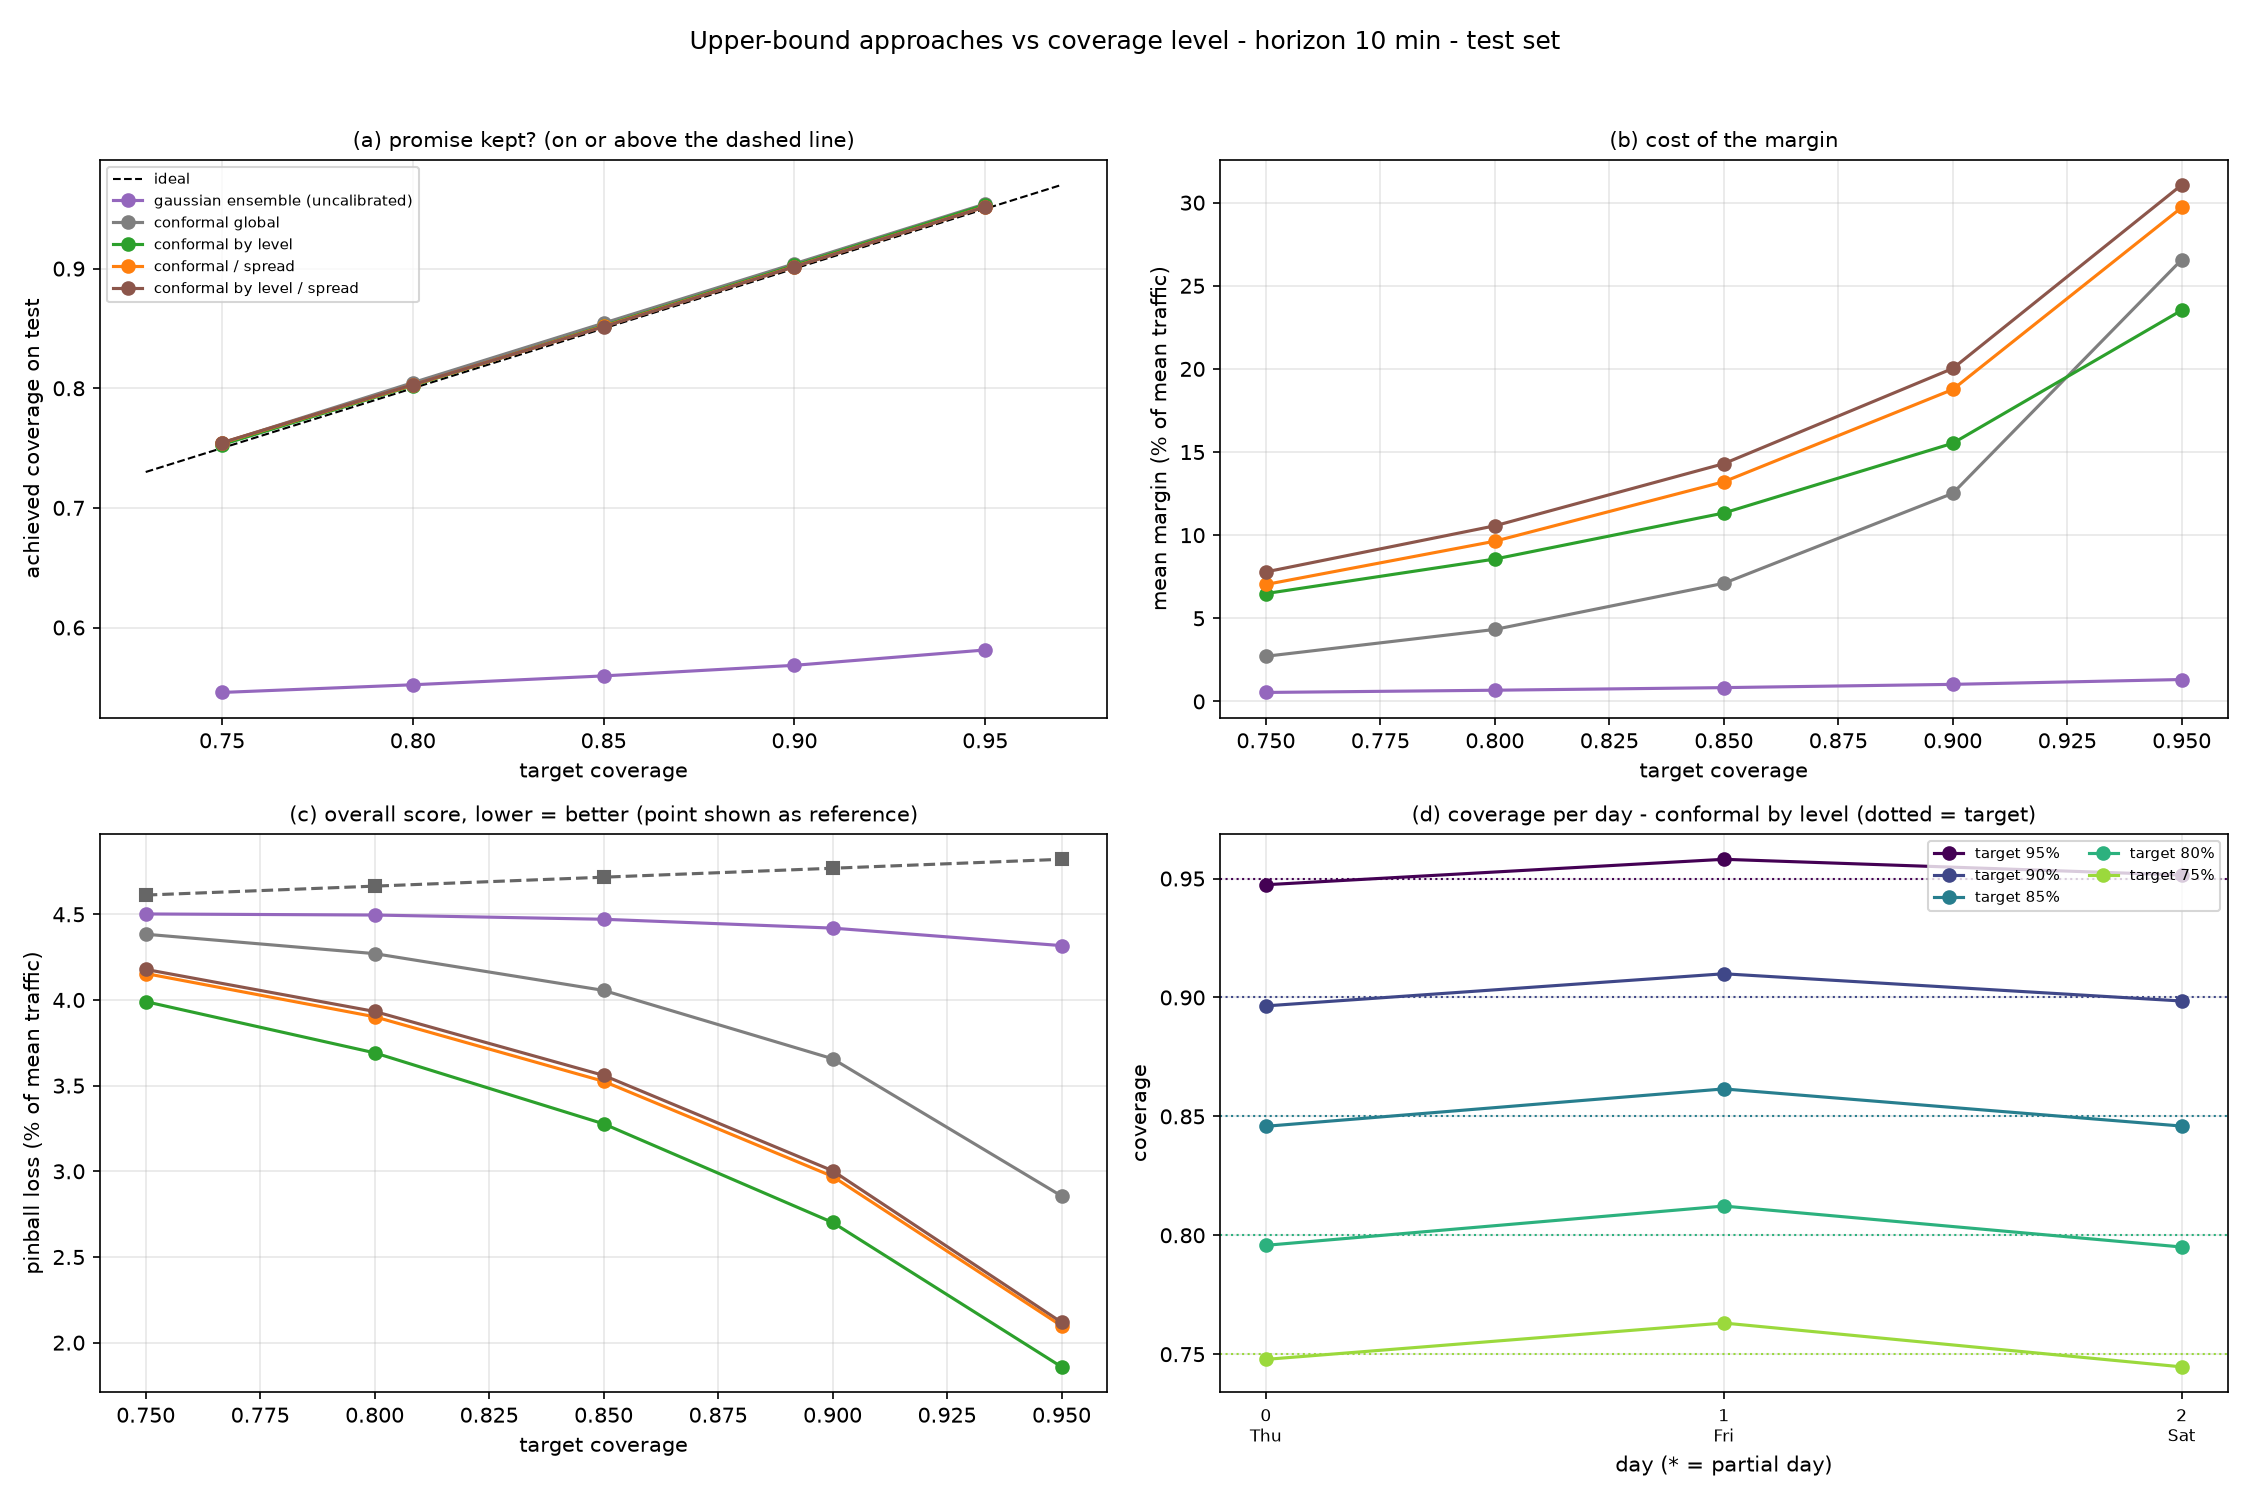 Upper-bound approaches vs coverage level - horizon 10 min - test set
(a) promise kept? (on or above the dashed line)
ideal
gaussian ensemble (uncalibrated)
conformal global
conformal by level
conformal / spread
conformal by level / spread
0.9
0.8
0.7
0.6
achieved coverage on test
0.75 0.80 0.85 0.90 0.95
target coverage
(b) cost of the margin
30
25
20
15
10
5
0
mean margin (% of mean traffic)
0.750 0.775 0.800 0.825 0.850 0.875 0.900 0.925 0.950
target coverage
(c) overall score, lower = better (point shown as reference)
4.5
4.0
3.5
3.0
2.5
2.0
pinball loss (% of mean traffic)
0.750 0.775 0.800 0.825 0.850 0.875 0.900 0.925 0.950
target coverage
(d) coverage per day - conformal by level (dotted = target)
target 95% target 80%
target 90% target 75%
target 85%
0.95
0.90
0.85
0.80
0.75
coverage
0 1 2
Thu Fri Sat
day (* = partial day)